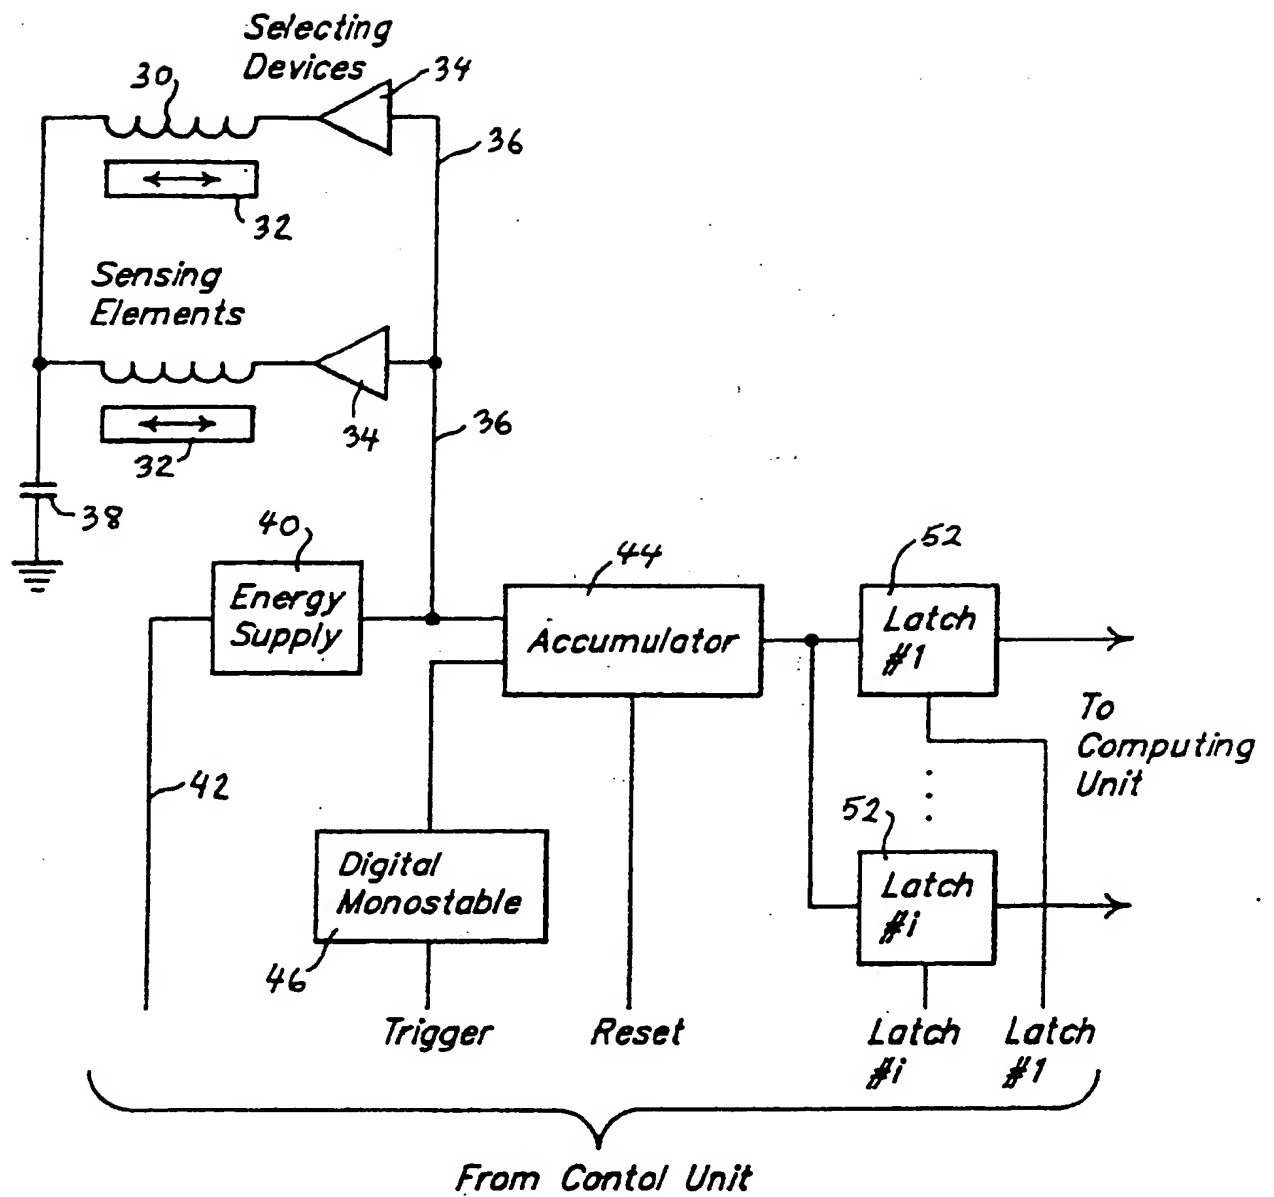 Selecting
Devices
30
34
36
32
Sensing
Elements
34
36
32
38
40
Energy
Supply
44
Accumulator
52
Latch
#1
To
Computing
Unit
42
52
Latch
#i
Digital
Monostable
46
Trigger
Reset
Latch
#i
Latch
#1
From Contol Unit